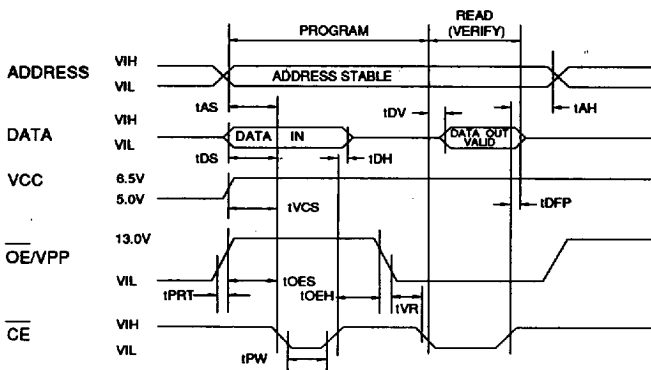 PROGRAM
READ
(VERIFY)
ADDRESS
VIH
VIL
ADDRESS STABLE
tAS
tDV
tAH
DATA
VIH
VIL
DATA IN
DATA OUT
VALID
tDS
tDH
VCC
6.5V
5.0V
tVCS
tDFP
OE/VPP
13.0V
VIL
tPRT
tOES
tOEH
tVR
CE
VIH
VIL
tPW